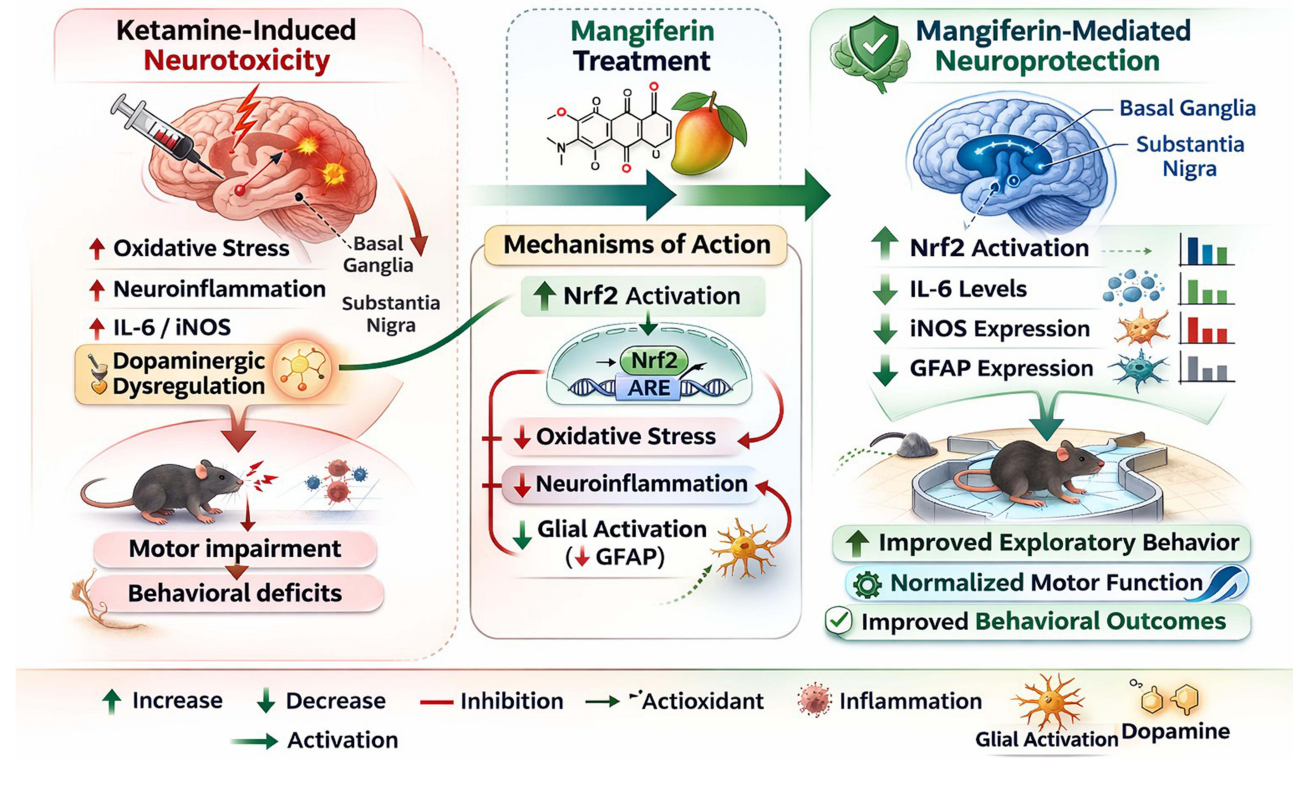 Ketamine-Induced
Neurotoxicity
Oxidative Stress
Neuroinflammation
IL-6 / iNOS
Dopaminergic
Dysregulation
Basal
Ganglia
Substantia
Nigra
Motor impairment
Behavioral deficits
Mangiferin
Treatment
Mechanisms of Action
Nrf2 Activation
Nrf2
ARE
Oxidative Stress
Neuroinflammation
Glial Activation
(↓ GFAP)
Mangiferin-Mediated
Neuroprotection
Basal Ganglia
Substantia
Nigra
Nrf2 Activation
IL-6 Levels
iNOS Expression
GFAP Expression
Improved Exploratory Behavior
Normalized Motor Function
Improved Behavioral Outcomes
Increase
Decrease
Inhibition
Actioxidant
Inflammation
Glial Activation
Dopamine
Activation